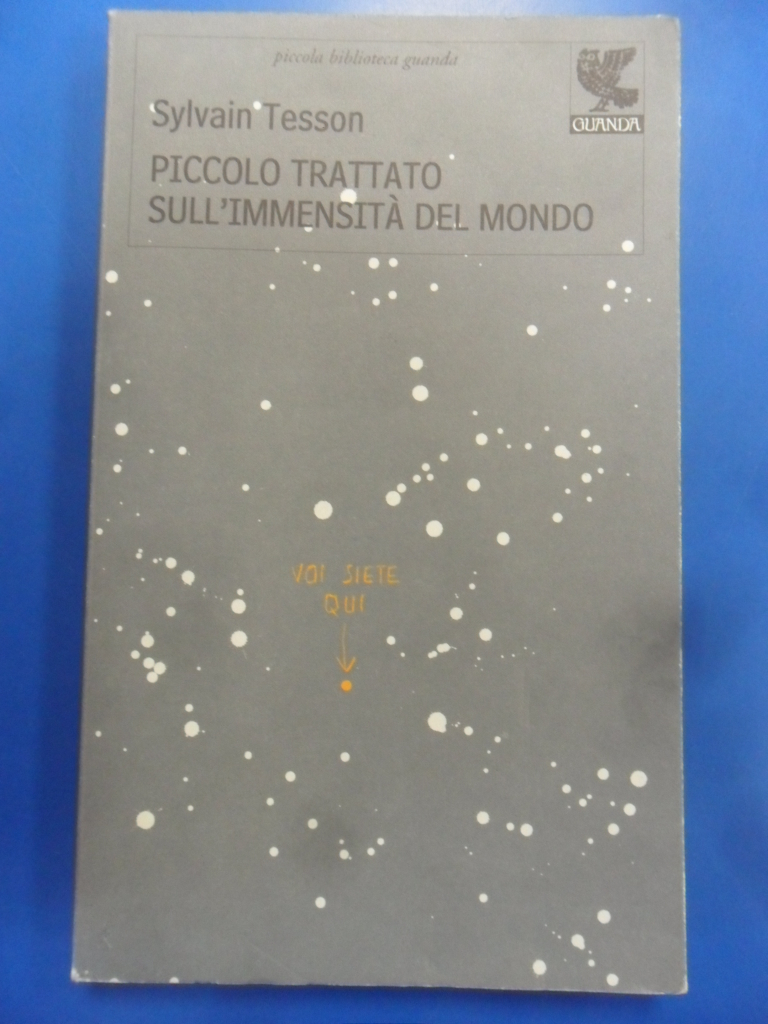 piccola biblioteca guanda
GUANDA
Sylvain Tesson
PICCOLO TRATTATO
SULL'IMMENSITÀ DEL MONDO
VOI SIETE
QUI